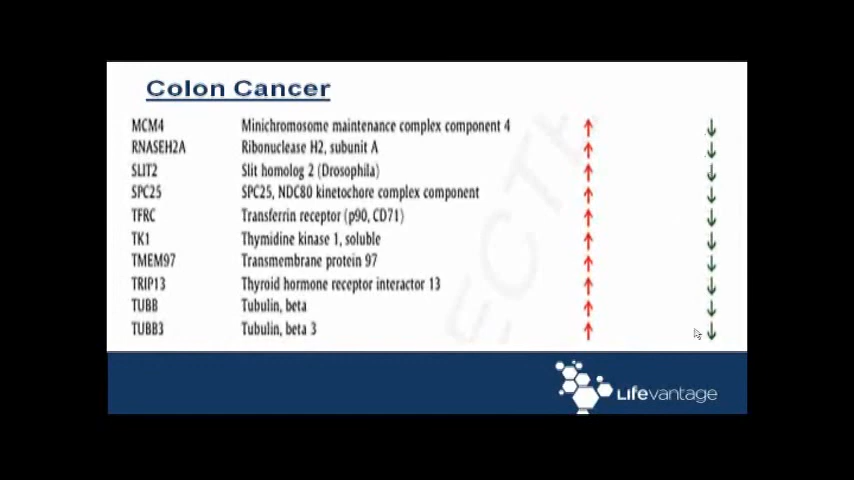 Colon Cancer
MCM4 Minichromosome maintenance complex component 4 ↑ ↓
RNASEH2A Ribonuclease H2, subunit A ↑ ↓
SLIT2 Slit homolog 2 (Drosophila) ↑ ↓
SPC25 SPC25, NDC80 kinetochore complex component ↑ ↓
TFRC Transferrin receptor (p90, CD71) ↑ ↓
TK1 Thymidine kinase 1, soluble ↑ ↓
TMEM97 Transmembrane protein 97 ↑ ↓
TRIP13 Thyroid hormone receptor interactor 13 ↑ ↓
TUBB Tubulin, beta ↑ ↓
TUBB3 Tubulin, beta 3 ↑ ↓
Lifevantage